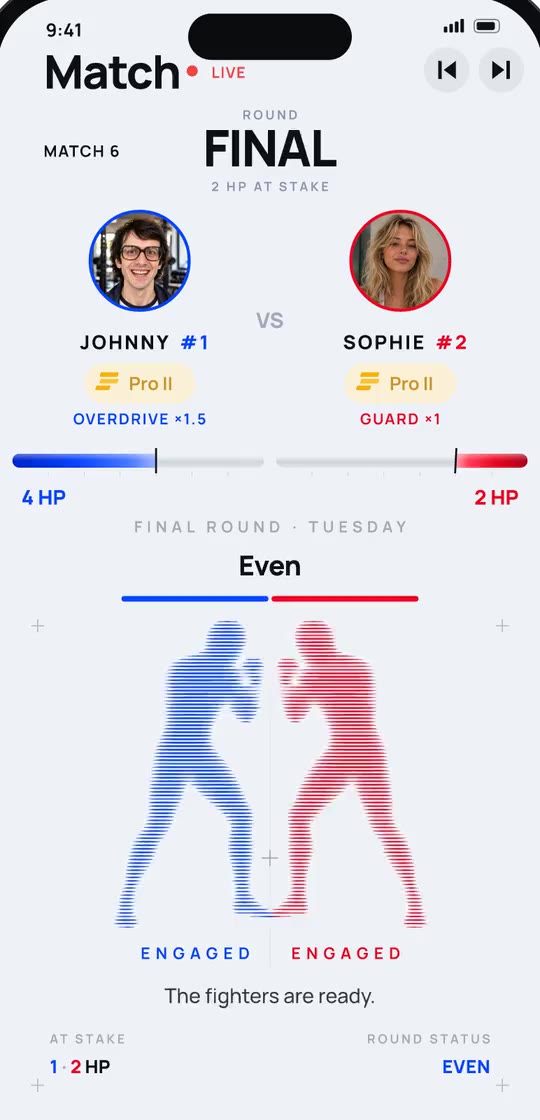 9:41
Match LIVE
ROUND
MATCH 6 FINAL
2 HP AT STAKE
VS
JOHNNY #1 SOPHIE #2
Pro II Pro II
OVERDRIVE ×1.5 GUARD ×1
4 HP 2 HP
FINAL ROUND · TUESDAY
Even
ENGAGED ENGAGED
The fighters are ready.
AT STAKE ROUND STATUS
1 · 2 HP EVEN